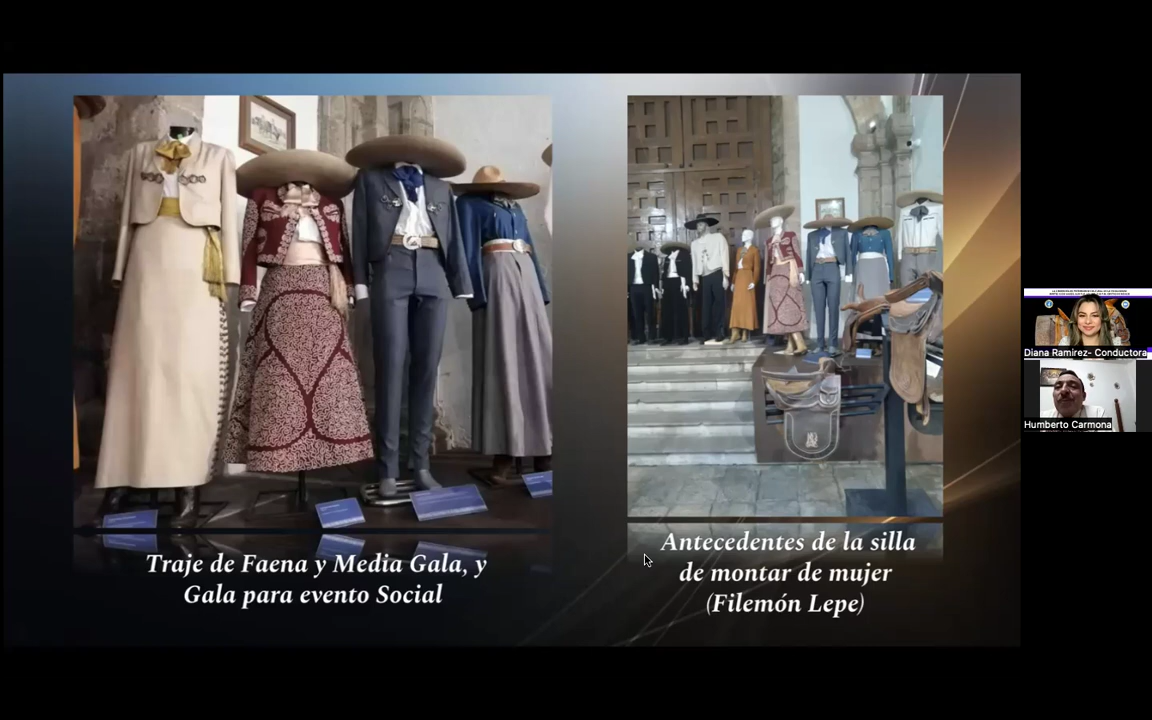 Traje de Faena y Media Gala, y
Gala para evento Social
Antecedentes de la silla
de montar de mujer
(Filemón Lepe)
Diana Ramirez- Conductora
Humberto Carmona